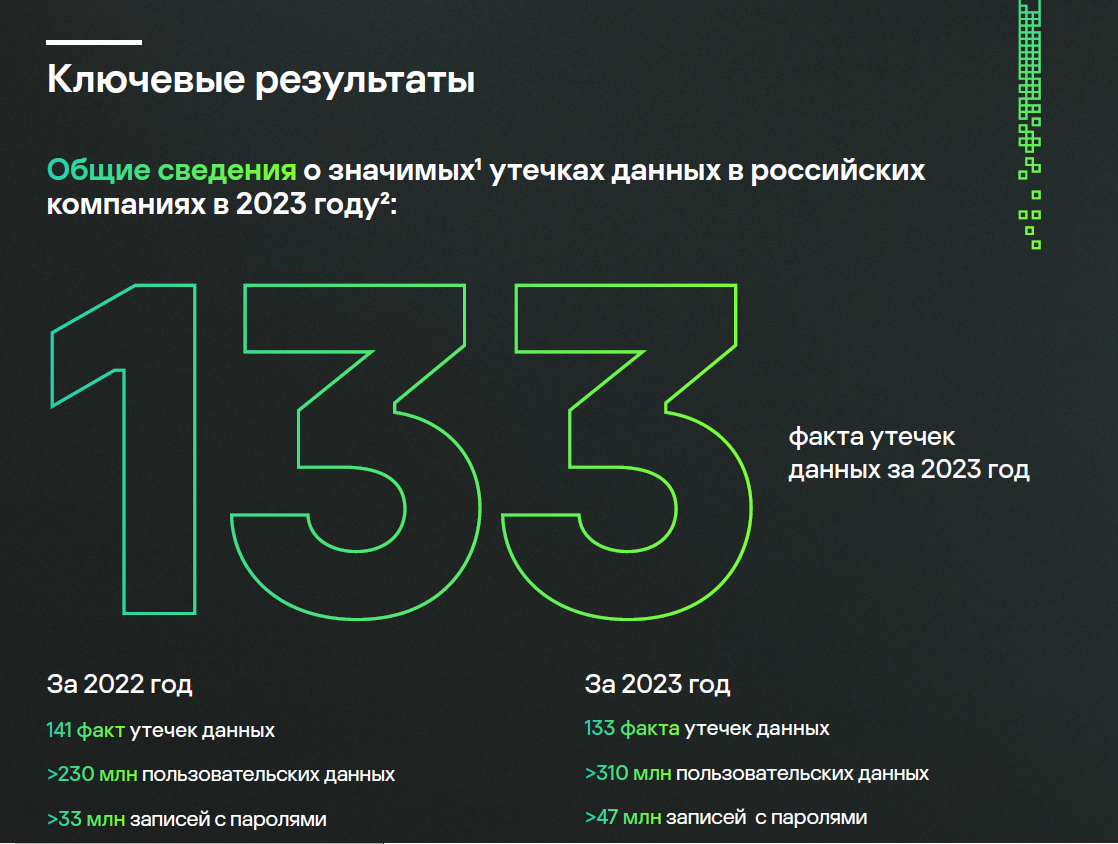 Ключевые результаты
Общие сведения о значимых¹ утечках данных в российских
компаниях в 2023 году²:
133
факта утечек
данных за 2023 год
За 2022 год
141 факт утечек данных
>230 млн пользовательских данных
>33 млн записей с паролями
За 2023 год
133 факта утечек данных
>310 млн пользовательских данных
>47 млн записей с паролями